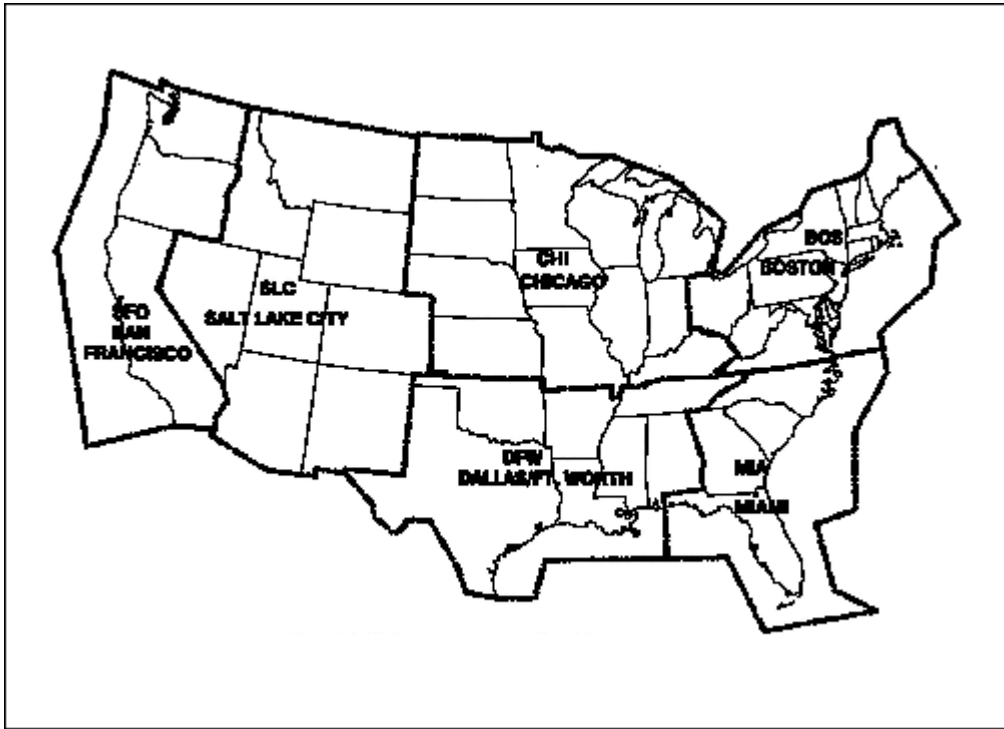 BOS
BOSTON
CHI
CHICAGO
SLC
SALT LAKE CITY
SFO
SAN
FRANCISCO
DFW
DALLAS/FT. WORTH
MIA
MIAMI